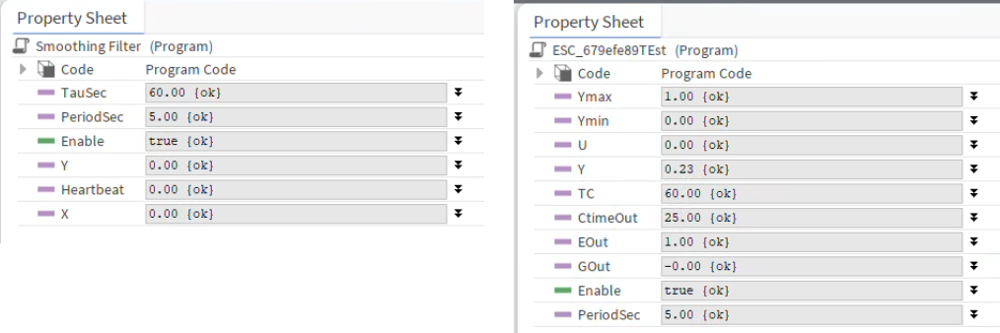 Property Sheet
Smoothing Filter (Program)
Code Program Code
TauSec 60.00 {ok}
PeriodSec 5.00 {ok}
Enable true {ok}
Y 0.00 {ok}
Heartbeat 0.00 {ok}
X 0.00 {ok}
Property Sheet
ESC_679efe89TEst (Program)
Code Program Code
Ymax 1.00 {ok}
Ymin 0.00 {ok}
U 0.00 {ok}
Y 0.23 {ok}
TC 60.00 {ok}
CtimeOut 25.00 {ok}
EOut 1.00 {ok}
GOut -0.00 {ok}
Enable true {ok}
PeriodSec 5.00 {ok}